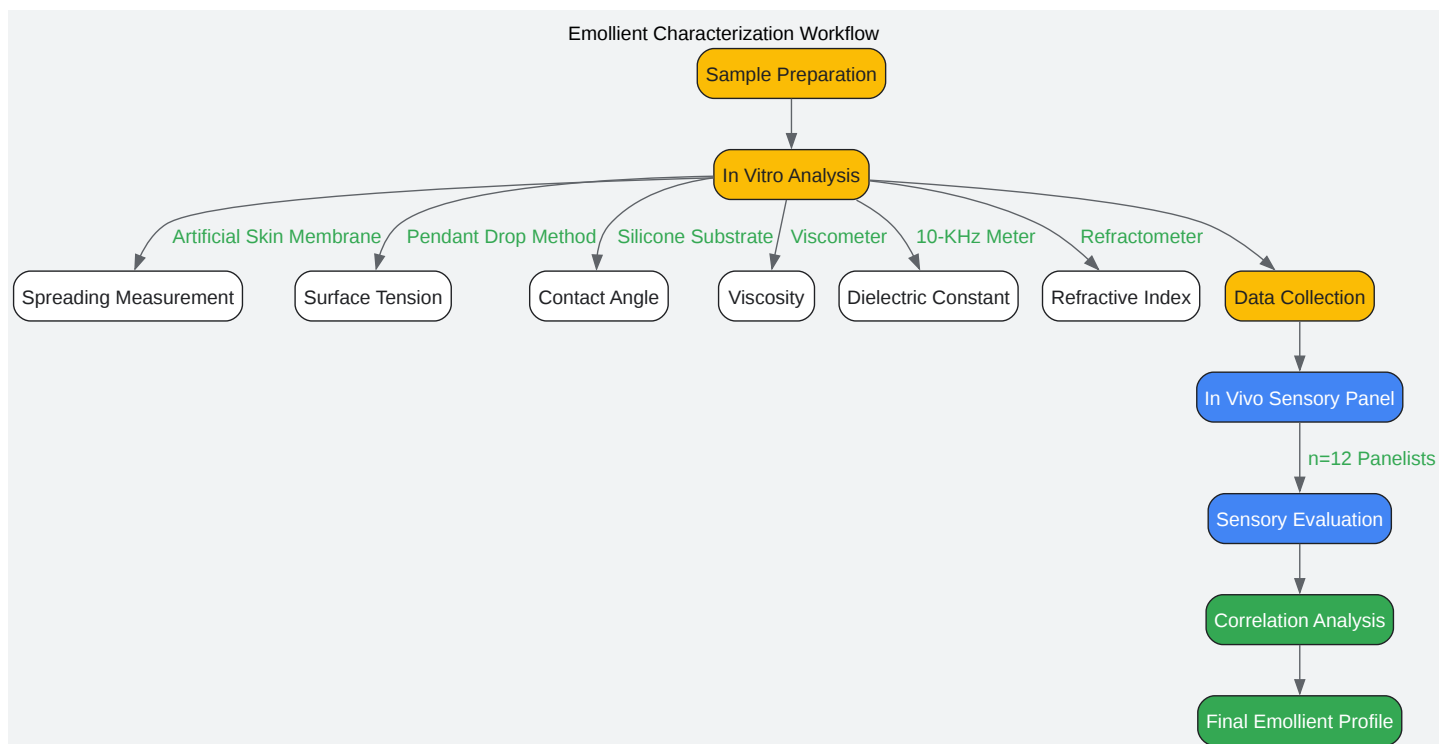 Emollient Characterization Workflow
Sample Preparation
In Vitro Analysis
Artificial Skin Membrane
Pendant Drop Method
Silicone Substrate
Viscometer
10-KHz Meter
Refractometer
Spreading Measurement
Surface Tension
Contact Angle
Viscosity
Dielectric Constant
Refractive Index
Data Collection
In Vivo Sensory Panel
n=12 Panelists
Sensory Evaluation
Correlation Analysis
Final Emollient Profile